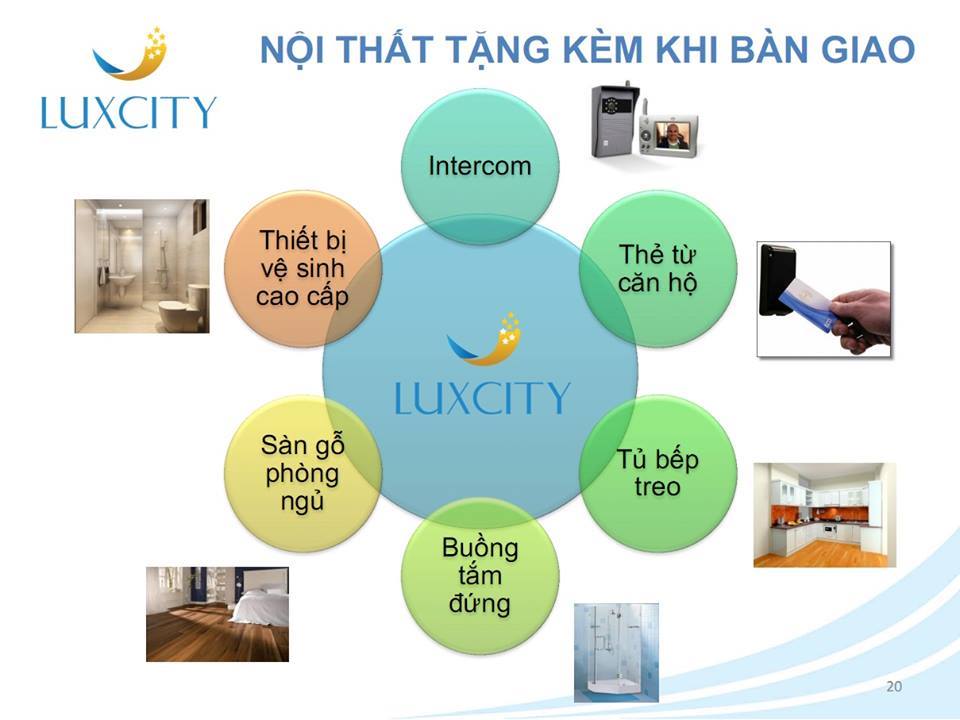 NỘI THẤT TẶNG KÈM KHI BÀN GIAO
LUXCITY
Intercom
Thẻ từ
căn hộ
Tủ bếp
treo
Buồng
tắm
đứng
Sàn gỗ
phòng
ngủ
Thiết bị
vệ sinh
cao cấp
LUXCITY
20